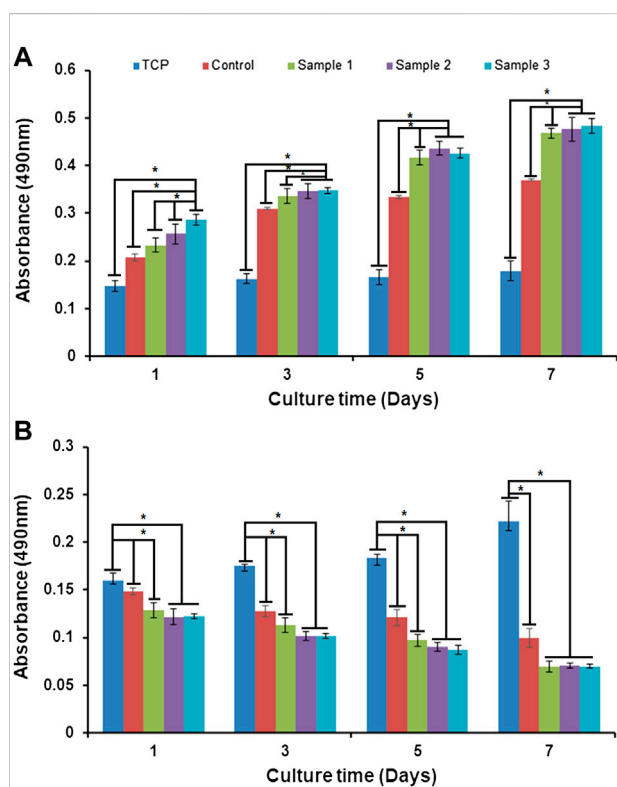 A
TCP Control Sample 1 Sample 2 Sample 3
Absorbance (490nm)
0.6
0.5
0.4
0.3
0.2
0.1
0
* * *
* * *
* *
* *
1 3 5 7
Culture time (Days)
B
Absorbance (490nm)
0.3
0.25
0.2
0.15
0.1
0.05
0
* *
* *
* *
* *
1 3 5 7
Culture time (Days)